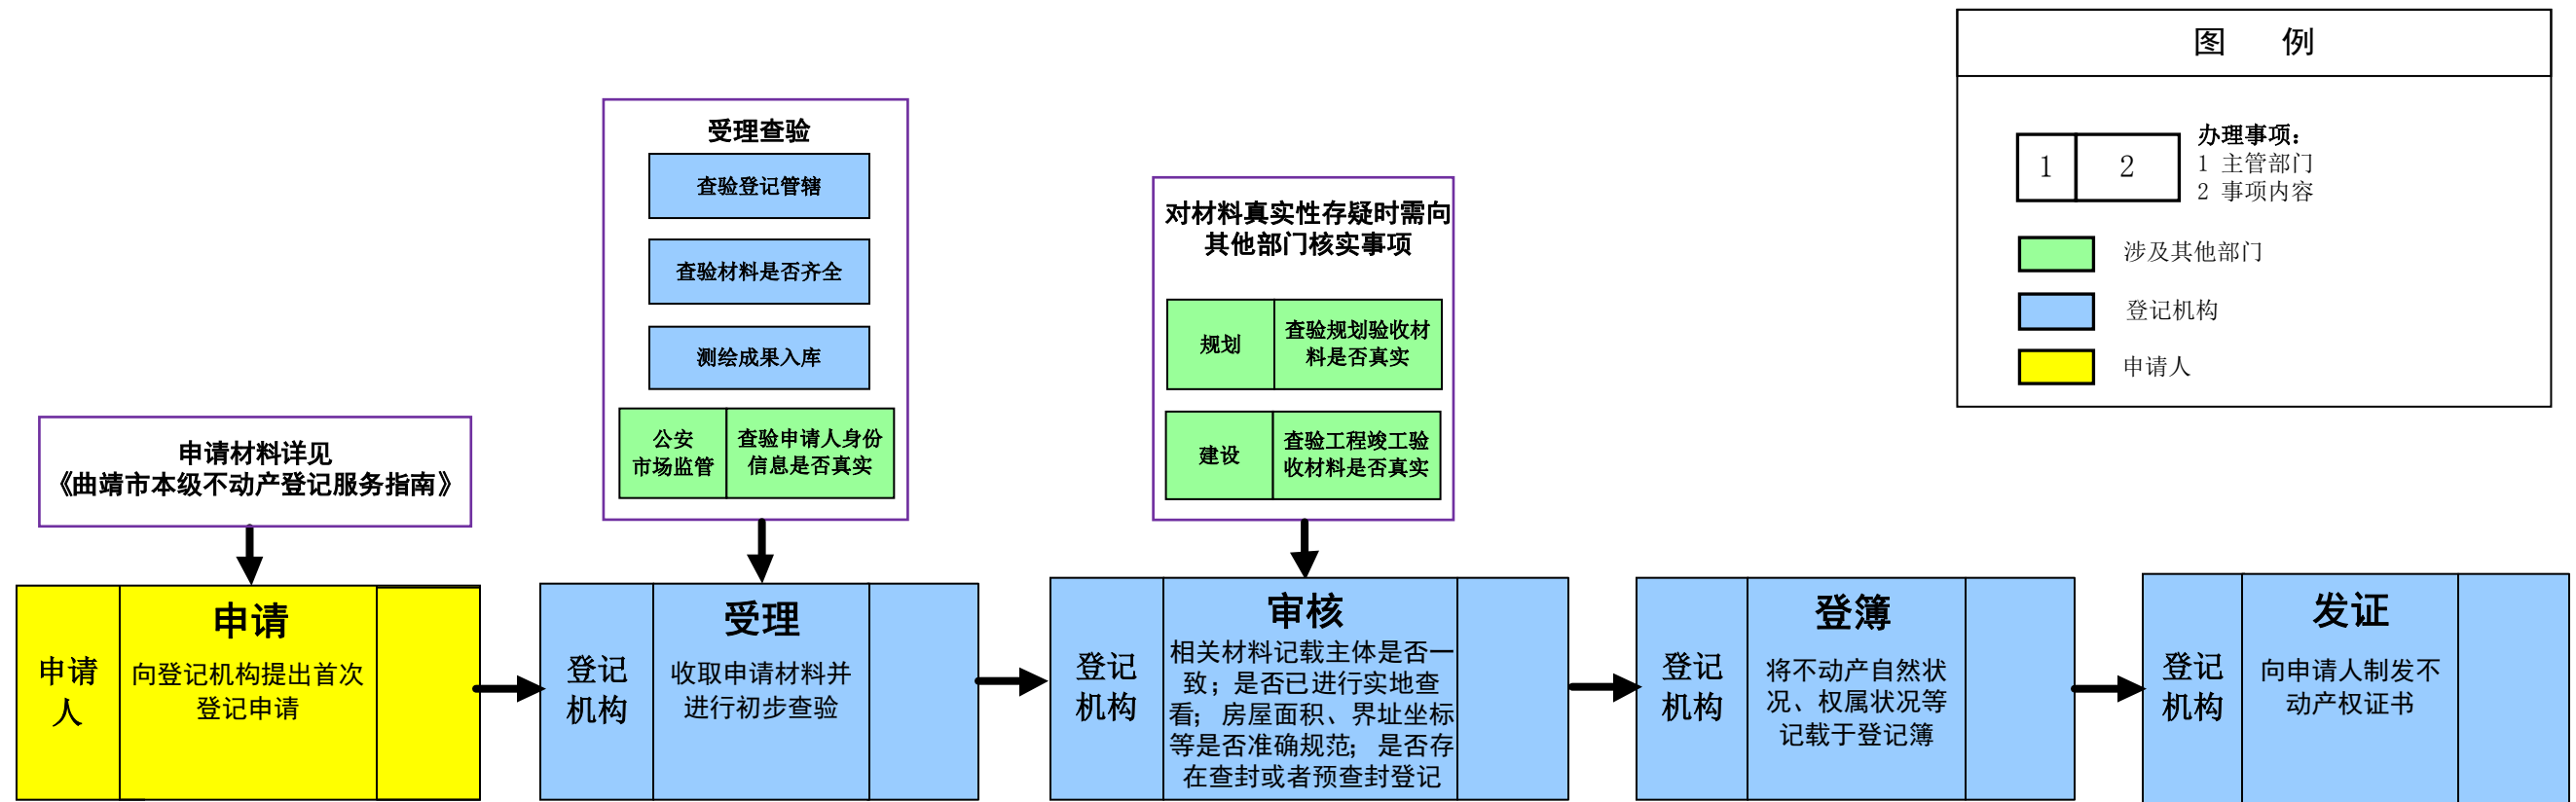 图 例
1 2
办理事项：
1 主管部门
2 事项内容
涉及其他部门
登记机构
申请人
受理查验
查验登记管辖
查验材料是否齐全
测绘成果入库
公安
市场监管
查验申请人身份
信息是否真实
对材料真实性存疑时需向
其他部门核实事项
规划
查验规划验收材
料是否真实
建设
查验工程竣工验
收材料是否真实
申请材料详见
《曲靖市本级不动产登记服务指南》
申请
人
申请
向登记机构提出首次
登记申请
登记
机构
受理
收取申请材料并
进行初步查验
登记
机构
审核
相关材料记载主体是否一
致；是否已进行实地查
看；房屋面积、界址坐标
等是否准确规范；是否存
在查封或者预查封登记
登记
机构
登簿
将不动产自然状
况、权属状况等
记载于登记簿
登记
机构
发证
向申请人制发不
动产权证书